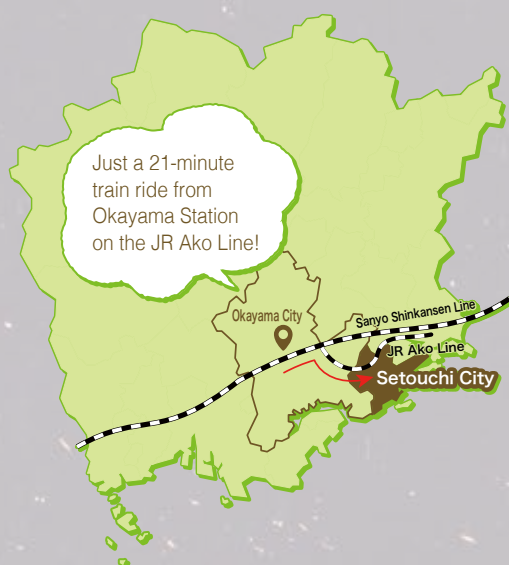 Just a 21-minute
train ride from
Okayama Station
on the JR Ako Line!
Okayama City
Sanyo Shinkansen Line
JR Ako Line
Setouchi City